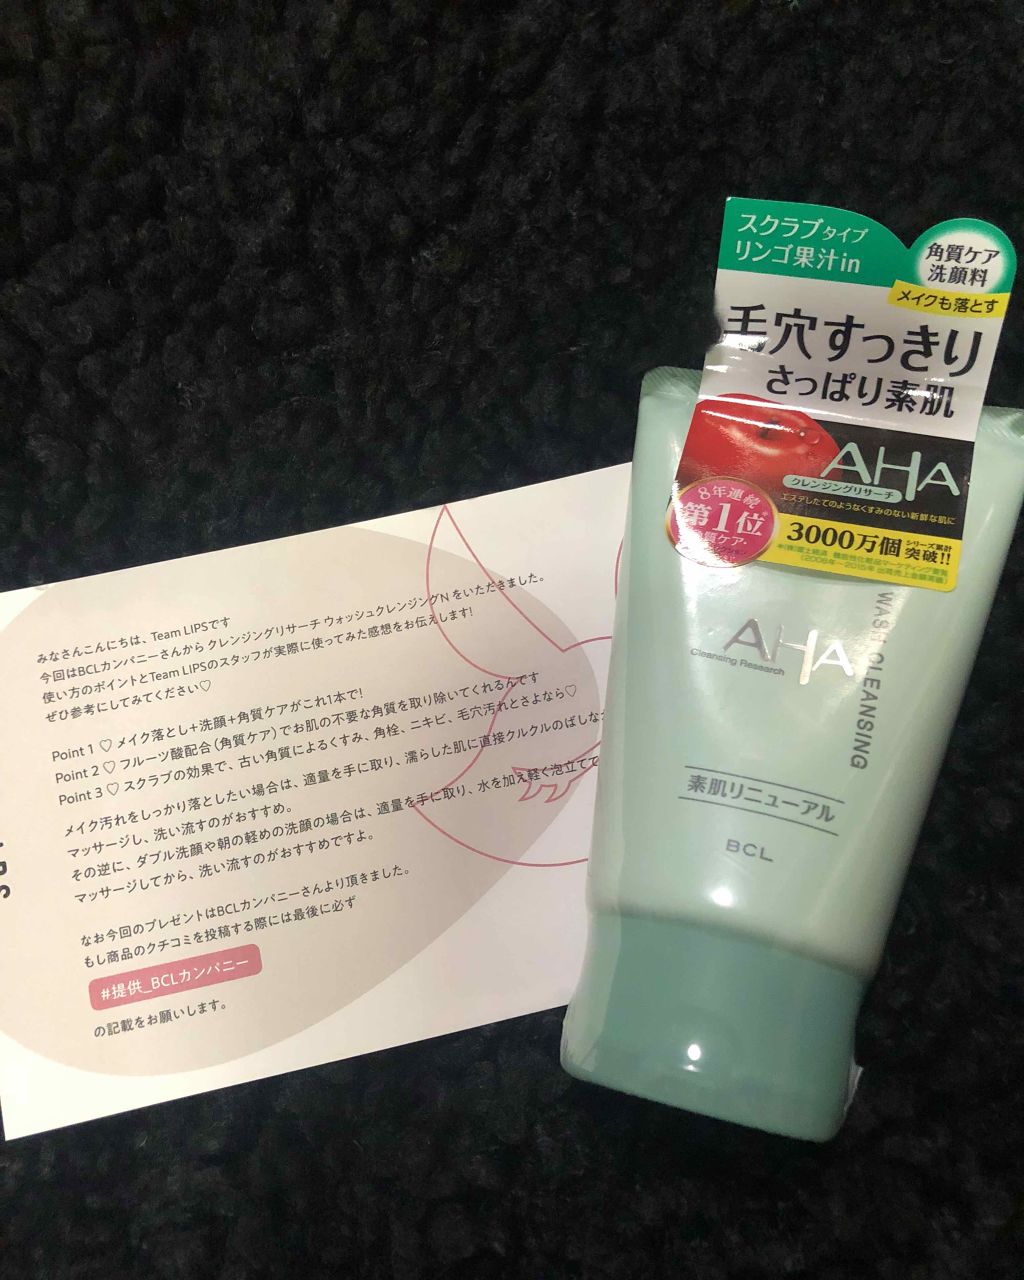 みなさんこんにちは、Team LIPSです
今回はBCLカンパニーさんから クレンジングリサーチ ウォッシュクレンジングN をいただきました。
使い方のポイントとTeam LIPSのスタッフが実際に使ってみた感想をお伝えします!
ぜひ参考にしてみてください♡
Point 1 ♡ メイク落とし+洗顔+角質ケアがこれ1本で!
Point 2 ♡ フルーツ酸配合(角質ケア)でお肌の不要な角質を取り除いてくれるんです
Point 3 ♡ スクラブの効果で、古い角質によるくすみ、角栓、ニキビ、毛穴汚れとさよなら♡
メイク汚れをしっかり落としたい場合は、適量を手に取り、濡らした肌に直接クルクルのばしな
マッサージし、洗い流すのがおすすめ。
その逆に、ダブル洗顔や朝の軽めの洗顔の場合は、適量を手に取り、水を加え軽く泡立てて
マッサージしてから、洗い流すのがおすすめですよ。
なお今回のプレゼントはBCLカンパニーさんより頂きました。
もし商品のクチコミを投稿する際には最後に必ず
#提供_BCLカンパニー
の記載をお願いします。
スクラブタイプ
リンゴ果汁in
角質ケア
洗顔料
メイクも落とす
毛穴すっきり
さっぱり素肌
AHA
クレンジングリサーチ
エステしたてのようなくすみのない新鮮な肌に
8年連続
第1位
3000万個 シリーズ累計 突破!!
AHA
Cleansing Research
WASH CLEANSING
素肌リニューアル
BCL